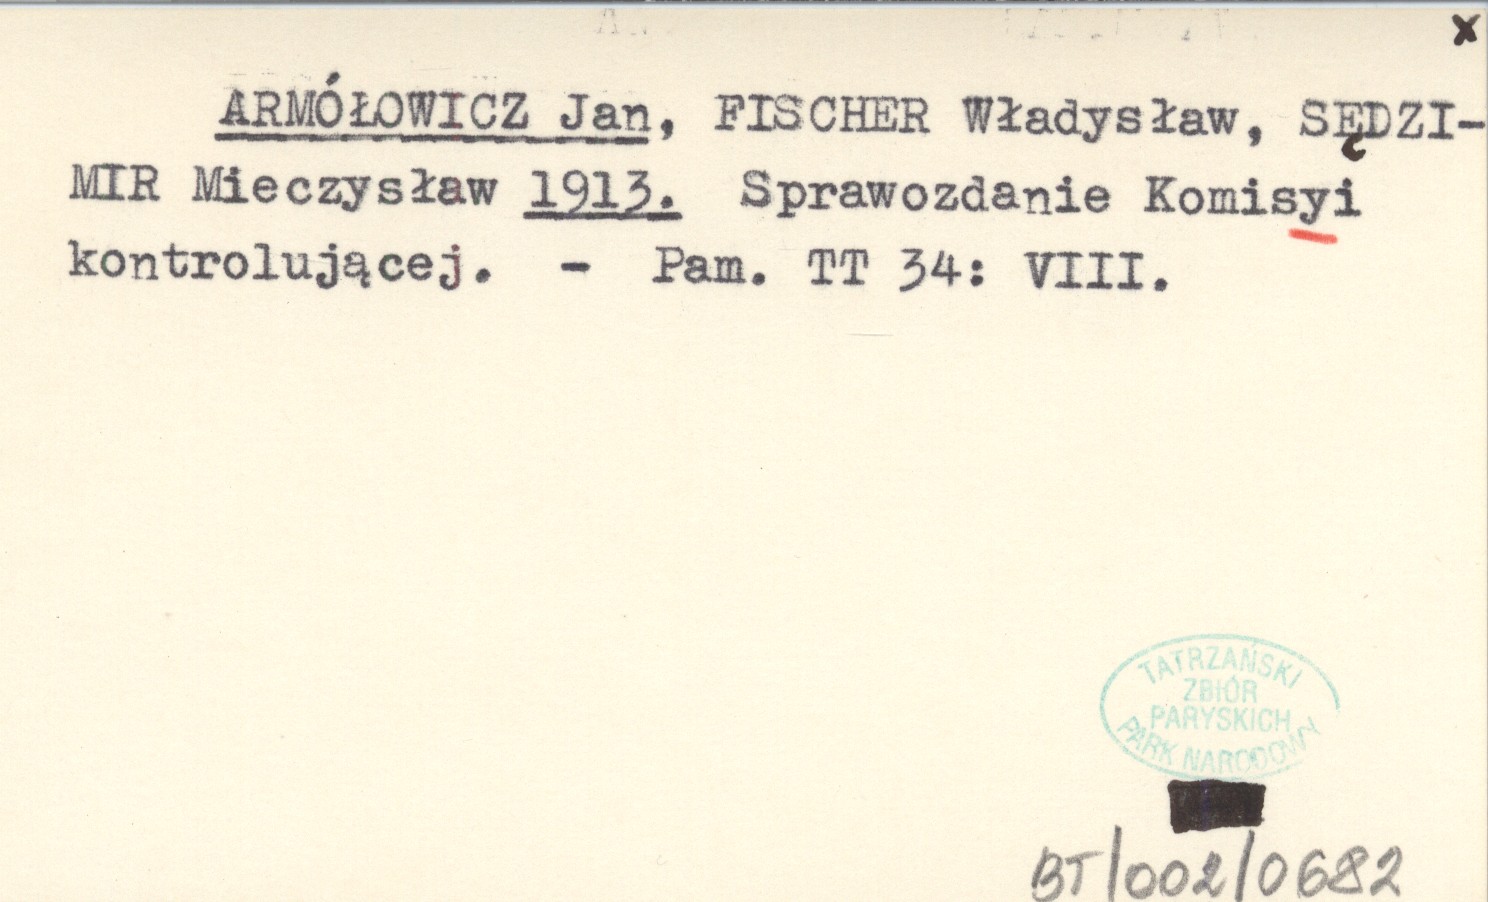 x
ARMÓŁOWICZ Jan, FISCHER Władysław, SĘDZI-
MIR Mieczysław 1913. Sprawozdanie Komisyi
kontrolującej. - Pam. TT 34: VIII.
TATRZAŃSKI
ZBIÓR
PARYSKICH
PARK NARODOWY
BT/002/0682